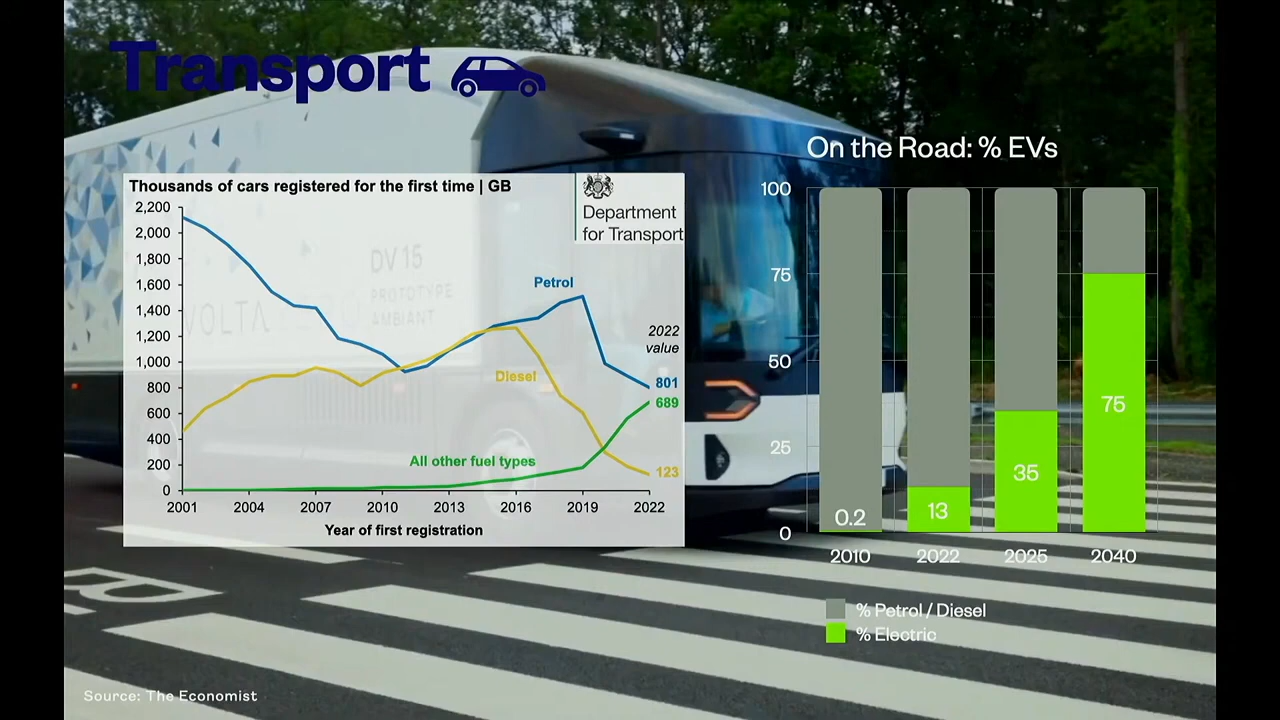 Transport
Thousands of cars registered for the first time | GB
Department
for Transport
2,200
2,000
1,800
1,600
1,400
1,200
1,000
800
600
400
200
0
Petrol
Diesel
All other fuel types
2022
value
801
689
123
2001 2004 2007 2010 2013 2016 2019 2022
Year of first registration
DV 15
PROTOTYPE
AMBIANT
VOLTA
On the Road: % EVs
100
75
50
25
0
0.2
13
35
75
2010 2022 2025 2040
% Petrol / Diesel
% Electric
Source: The Economist